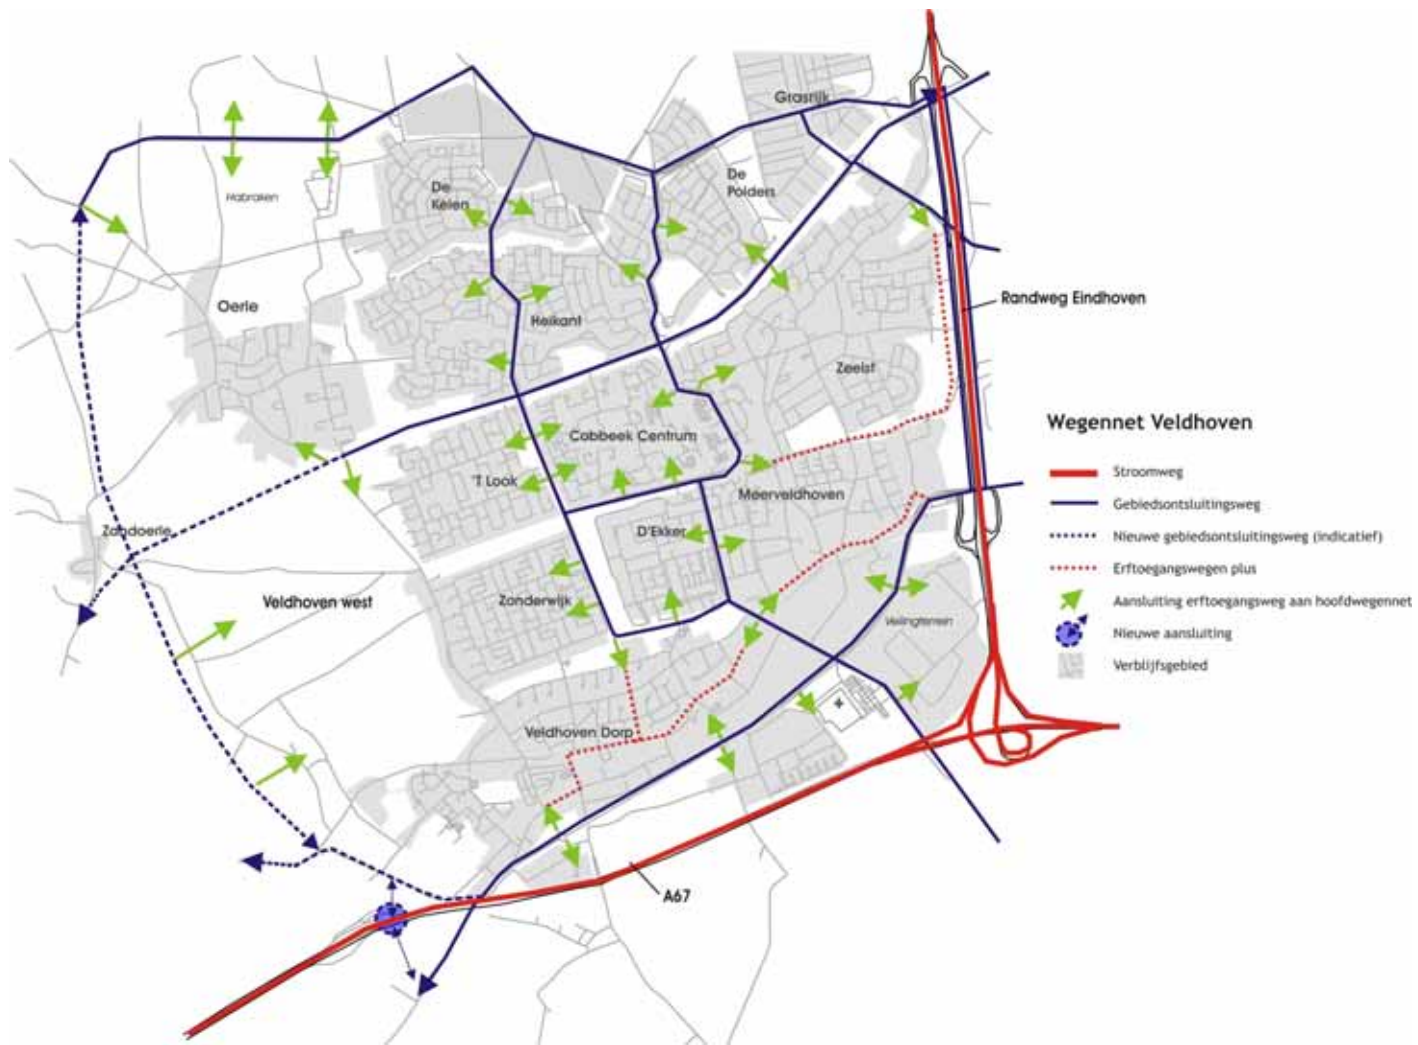 Grasrijk
De
Polders
De
Kelen
Habraken
Oerle
Randweg Eindhoven
Heikant
Zeelst
Wegennet Veldhoven
Cobbeek Centrum
Stroomweg
'T Look
Meerveldhoven
Gebiedsontsluitingsweg
Zandoerle
D'Ekker
Nieuwe gebiedsontsluitingsweg (indicatief)
Erftoegangswegen plus
Veldhoven west
Zonderwijk
Aansluiting erftoegangsweg aan hoofdwegennet
Veilingterrein
Nieuwe aansluiting
Verblijfsgebied
Veldhoven Dorp
A67